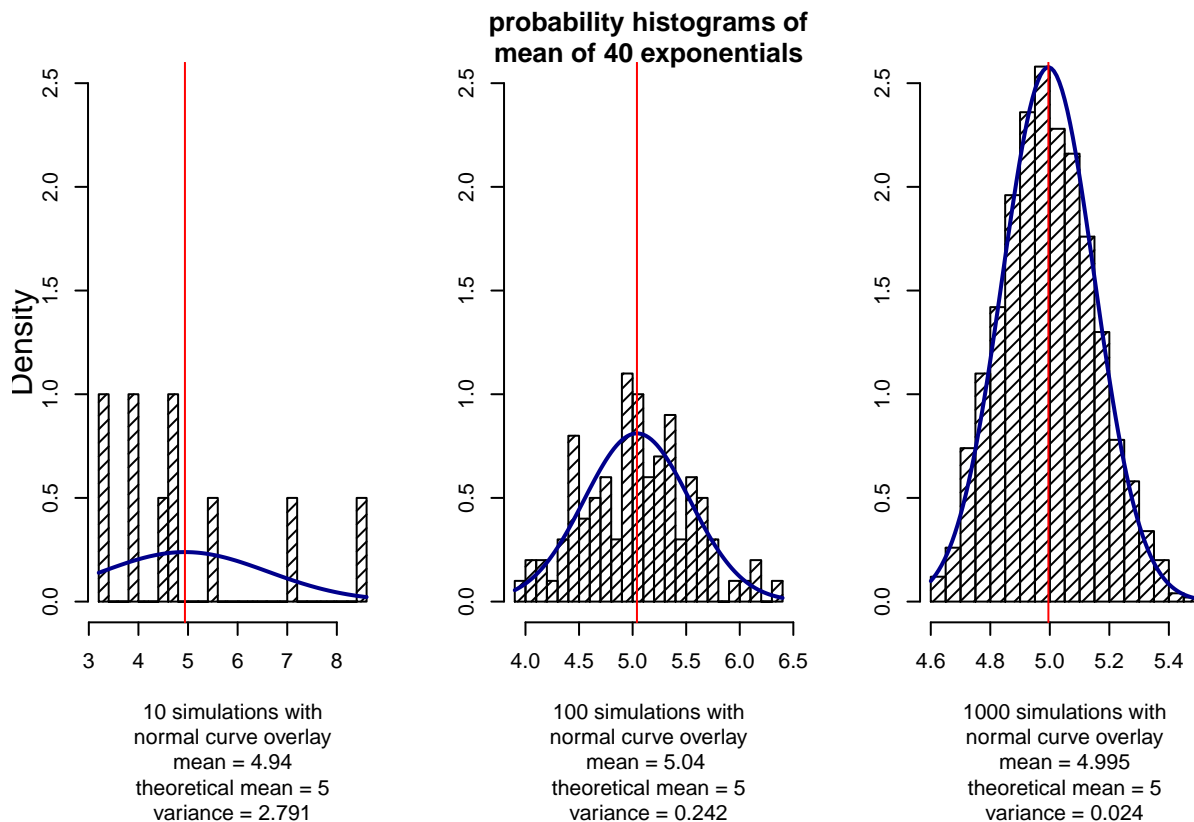 probability histograms of
mean of 40 exponentials
Density
0.0 0.5 1.0 1.5 2.0 2.5
3 4 5 6 7 8
10 simulations with
normal curve overlay
mean = 4.94
theoretical mean = 5
variance = 2.791
0.0 0.5 1.0 1.5 2.0 2.5
4.0 4.5 5.0 5.5 6.0 6.5
100 simulations with
normal curve overlay
mean = 5.04
theoretical mean = 5
variance = 0.242
0.0 0.5 1.0 1.5 2.0 2.5
4.6 4.8 5.0 5.2 5.4
1000 simulations with
normal curve overlay
mean = 4.995
theoretical mean = 5
variance = 0.024